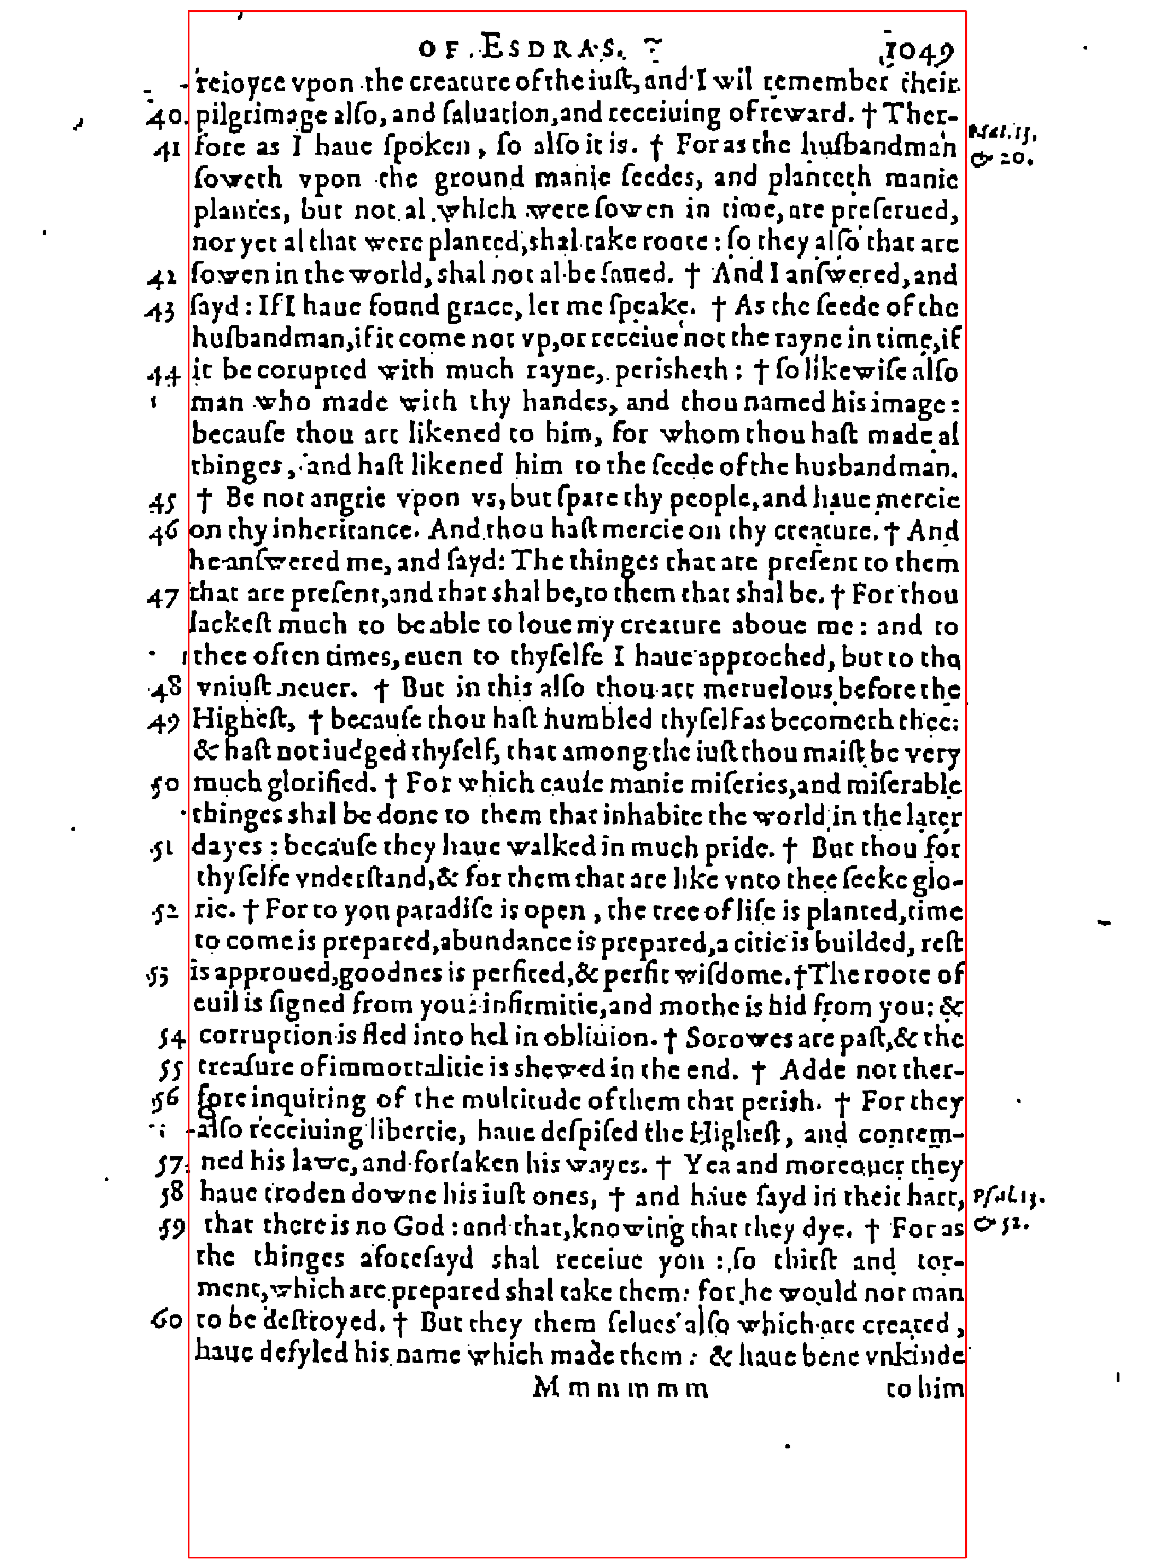 OF ESDRAS. 1049
reioyce vpon the creature of the iuſt, and I wil remember their
40 pilgrimage alſo, and ſaluation, and receiuing of reward. † Ther-
41 fore as I haue ſpoken, ſo alſo it is. † For as the huſbandman Pſal. 13. & 20.
ſoweth vpon the ground manie ſeedes, and planteth manie
plantes, but not al which were ſowen in time, are preſerued,
nor yet al that were planted, shal take roote: ſo they alſo that are
42 ſowen in the world, shal not al be ſaued. † And I anſwered, and
43 ſayd: If I haue found grace, let me ſpeake. † As the ſeede of the
huſbandman, if it come not vp, or receiue not the rayne in time, if
44 it be corupted with much rayne, perisheth: † ſo likewiſe alſo
man who made with thy handes, and thou named his image:
becauſe thou art likened to him, for whom thou haſt made al
thinges, and haſt likened him to the ſeede of the husbandman.
45 † Be not angrie vpon vs, but ſpare thy people, and haue mercie
46 on thy inheritance. And thou haſt mercie on thy creature. † And
he anſwered me, and ſayd: The thinges that are preſent to them
47 that are preſent, and that shal be, to them that shal be. † For thou
lackeſt much to be able to loue my creature aboue me: and to
thee often times, euen to thyſelfe I haue approched, but to the
48 vniuſt neuer. † But in this alſo thou art meruelous before the
49 Higheſt, † becauſe thou haſt humbled thyſelf as becometh thee:
& haſt not iudged thyſelf, that among the iuſt thou maiſt be very
50 much glorified. † For which cauſe manie miſeries, and miſerable
thinges shal be done to them that inhabite the world in the later
51 dayes: becauſe they haue walked in much pride. † But thou for
thyſelfe vnderſtand, & for them that are like vnto thee ſeeke glo-
52 rie. † For to you paradiſe is open, the tree of life is planted, time
to come is prepared, abundance is prepared, a citie is builded, reſt
53 is approued, goodnes is perfited, & perfit wiſdome. † The roote of
euil is ſigned from you: infirmitie, and mothe is hid from you: &
54 corruption is fled into hel in obliuion. † Sorowes are paſt, & the
55 treaſure of immortalitie is shewed in the end. † Adde not ther-
56 fore inquiring of the multitude of them that perish. † For they
alſo receiuing libertie, haue deſpiſed the Higheſt, and contem-
57 ned his lawe, and forſaken his wayes. † Yea and moreouer they
58 haue troden downe his iuſt ones, † and haue ſayd in their hart, Pſal. 13. & 52.
59 that there is no God: and that, knowing that they dye. † For as
the thinges aforeſayd shal receiue you: ſo thirſt and tor-
ment, which are prepared shal take them: for he would not man
60 to be deſtroyed. † But they them ſelues alſo which are created,
haue defyled his name which made them: & haue bene vnkinde
Mmmmmm to him